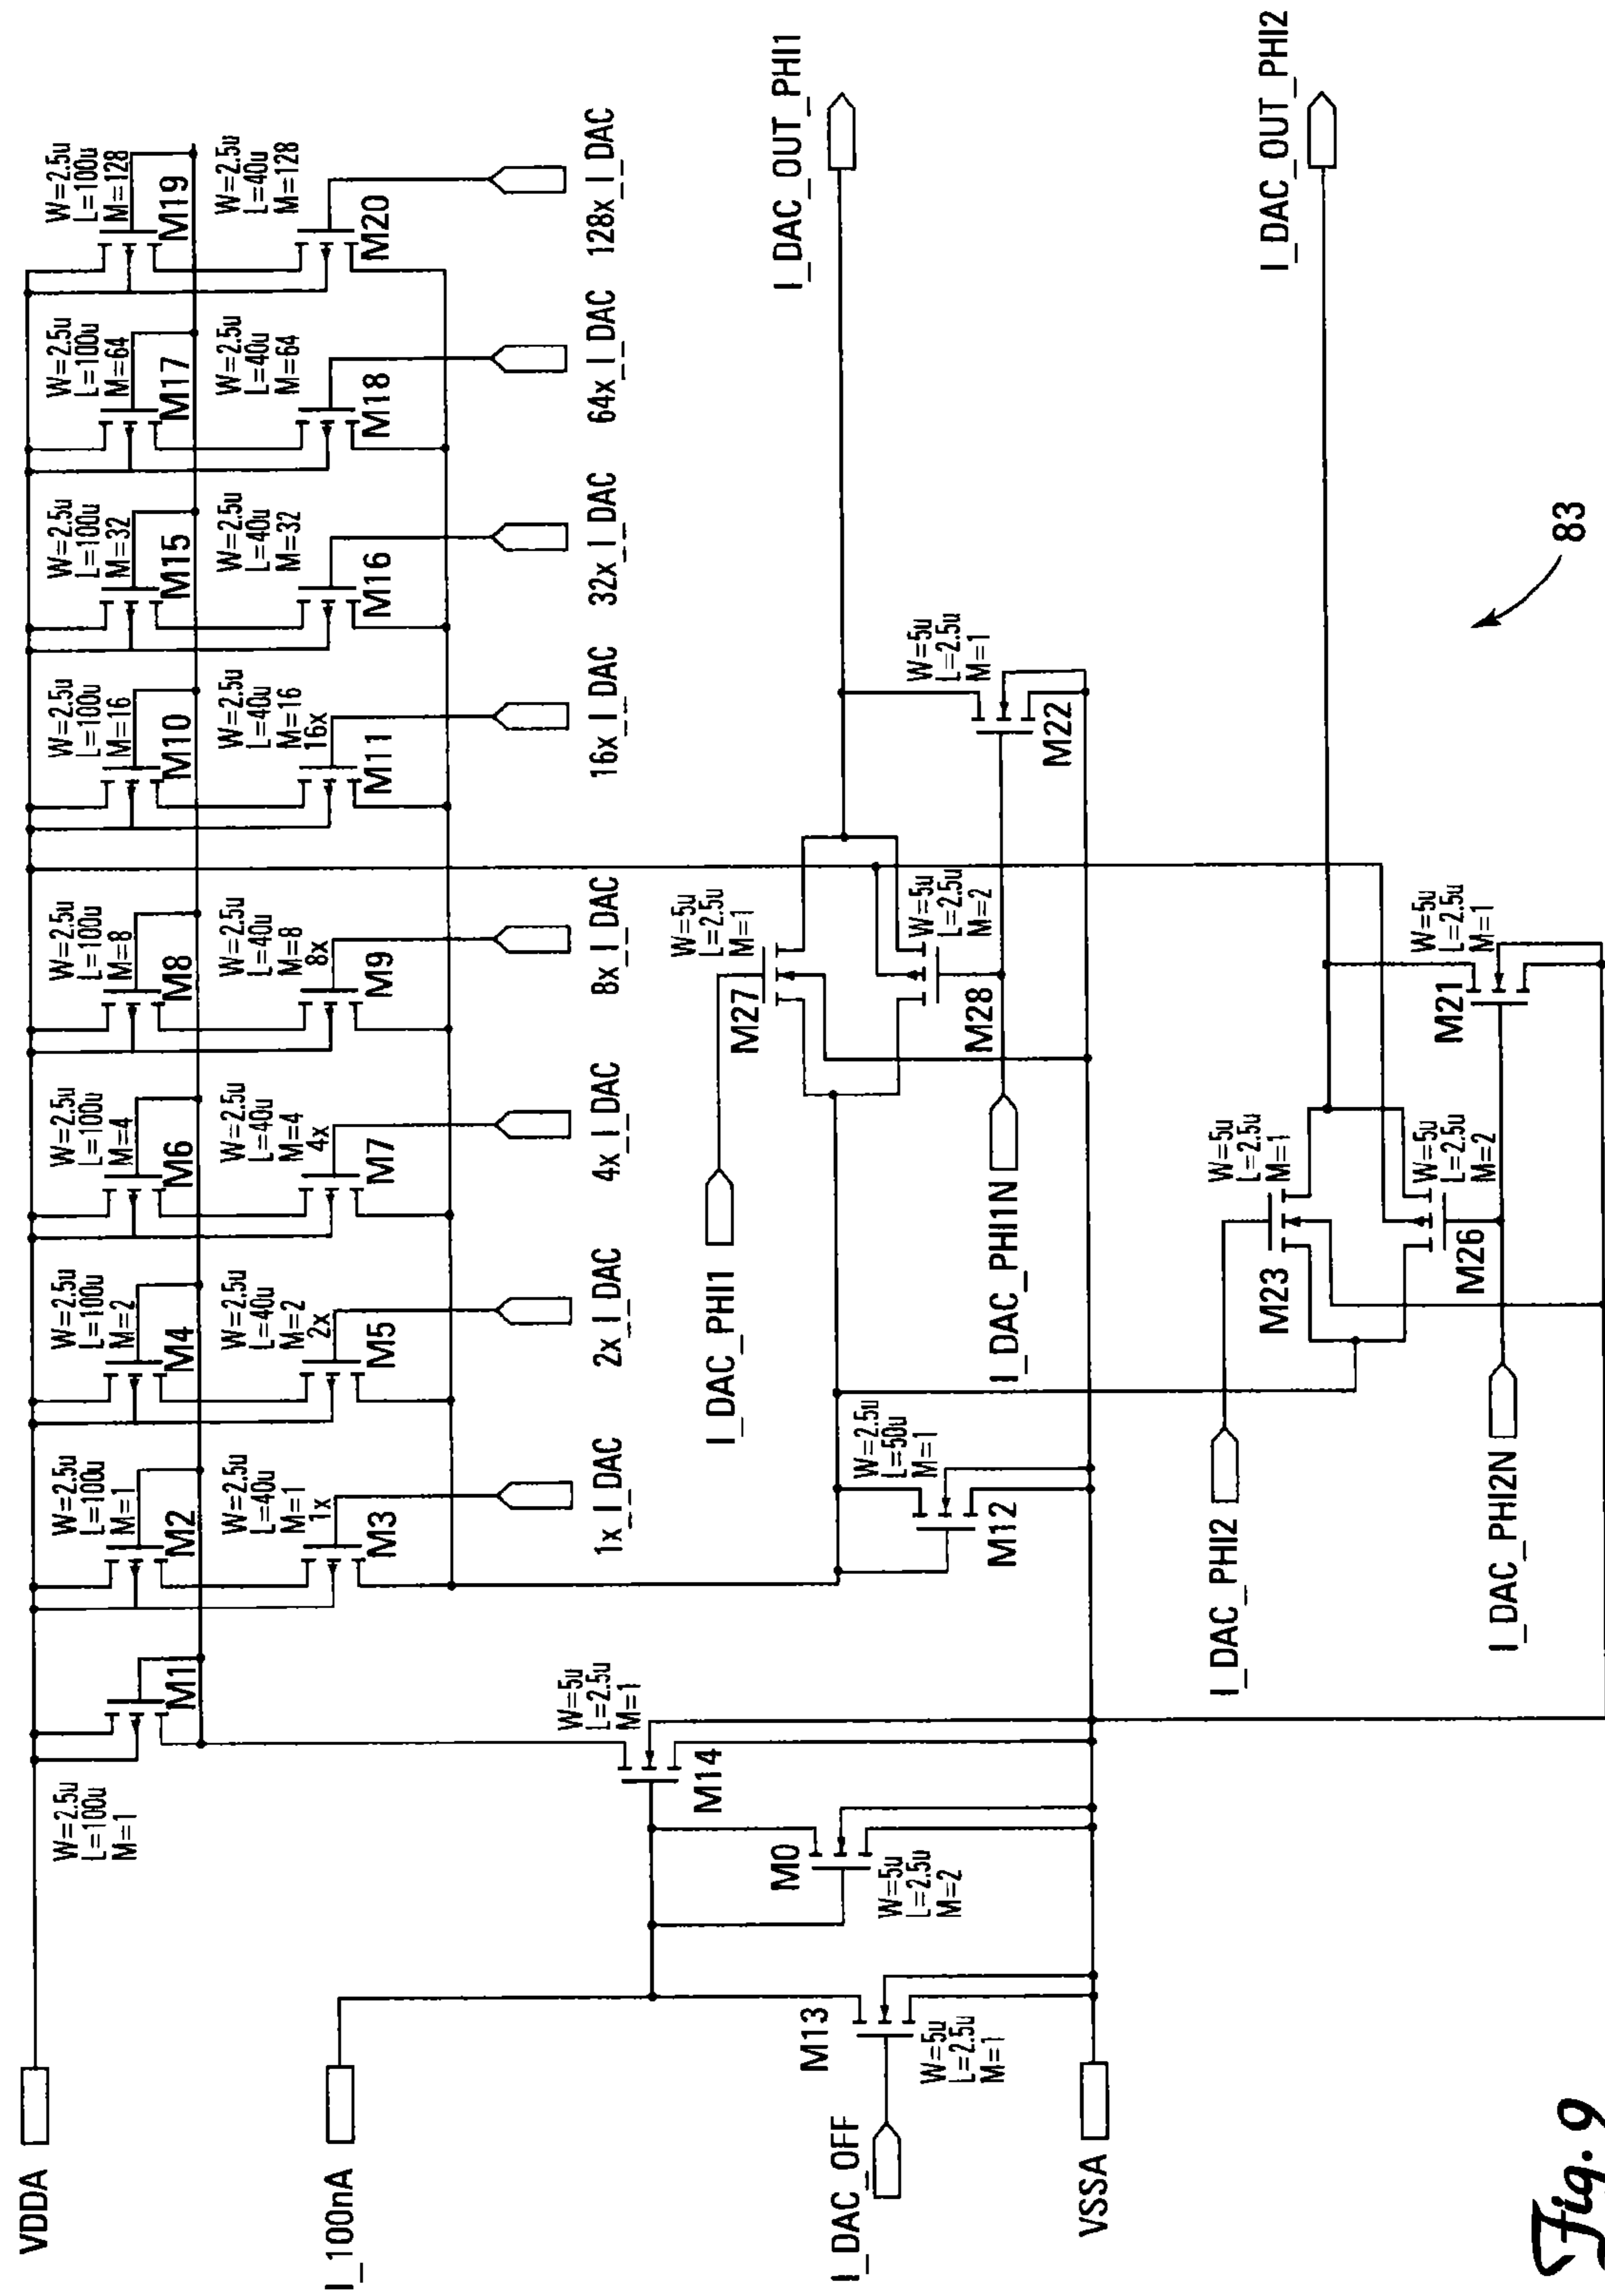 VDDA
I_100nA
I_DAC_OFF
VSSA
W=2.5u
L=100u
M=1
M1
W=2.5u
L=100u
M=1
M2
W=2.5u
L=40u
M=1
1x
M3
1x_I_DAC
W=2.5u
L=100u
M=2
M4
W=2.5u
L=40u
M=2
2x
M5
2x_I_DAC
W=2.5u
L=100u
M=4
M6
W=2.5u
L=40u
M=4
4x
M7
4x_I_DAC
W=2.5u
L=100u
M=8
M8
W=2.5u
L=40u
M=8
8x
M9
8x_I_DAC
W=2.5u
L=100u
M=16
M10
W=2.5u
L=40u
M=16
16x
M11
16x_I_DAC
W=2.5u
L=100u
M=32
M15
W=2.5u
L=40u
M=32
M16
32x_I_DAC
W=2.5u
L=100u
M=64
M17
W=2.5u
L=40u
M=64
M18
64x_I_DAC
W=2.5u
L=100u
M=128
M19
W=2.5u
L=40u
M=128
M20
128x_I_DAC
M13
W=5u
L=2.5u
M=1
M0
W=5u
L=2.5u
M=2
W=5u
L=2.5u
M=1
M14
W=2.5u
L=50u
M=1
M12
I_DAC_PHI1
W=5u
L=2.5u
M=1
M27
W=5u
L=2.5u
M=2
M28
I_DAC_PHI1N
W=5u
L=2.5u
M=1
M22
I_DAC_OUT_PHI1
I_DAC_PHI2
W=5u
L=2.5u
M=1
M23
W=5u
L=2.5u
M=2
M26
I_DAC_PHI2N
W=5u
L=2.5u
M=1
M21
I_DAC_OUT_PHI2
83
Fig. 9